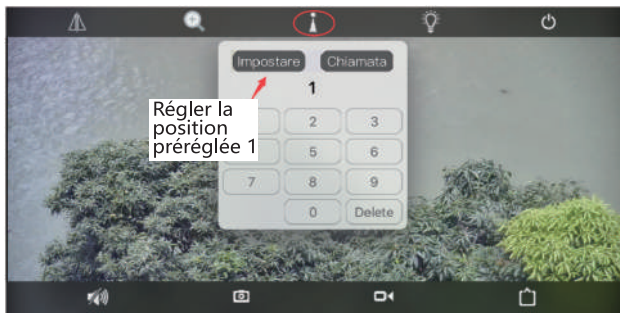 Impostare Chiamata
1
Régler la
position
préréglée 1
2 3
5 6
7 8 9
0 Delete